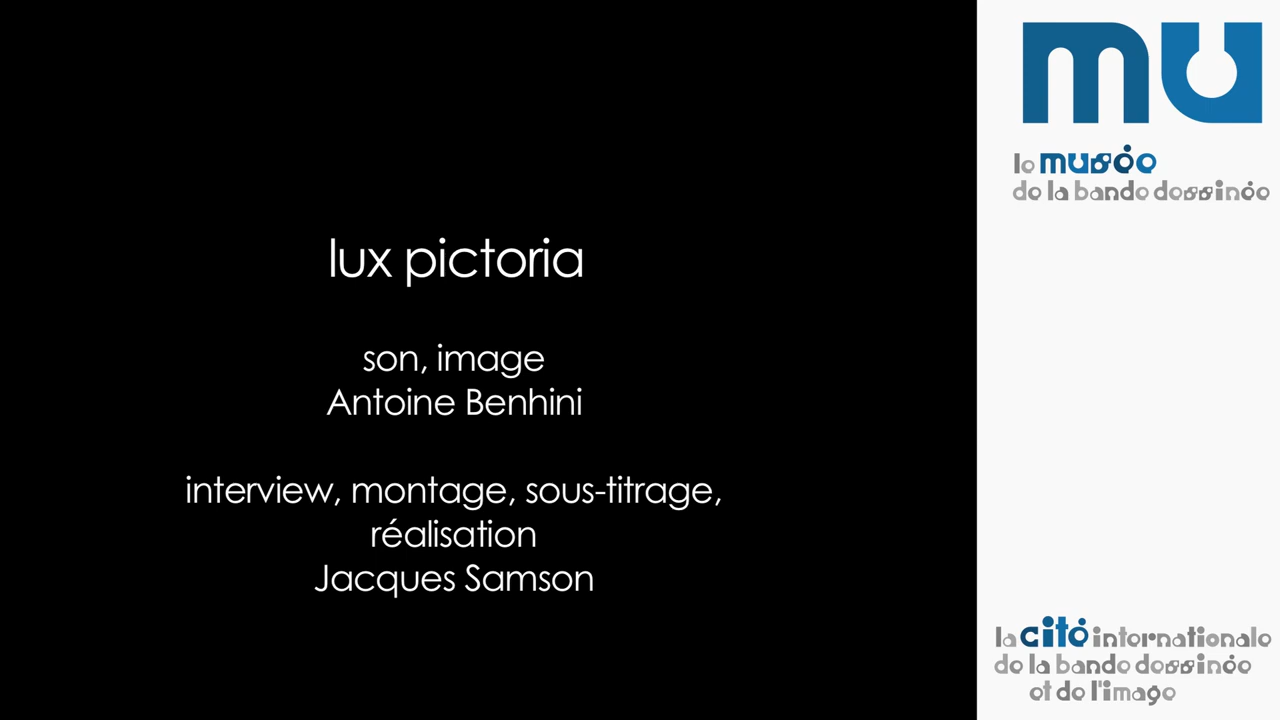 lux pictoria
son, image
Antoine Benhini
interview, montage, sous-titrage,
réalisation
Jacques Samson
mu
le musée
de la bande dessinée
la cité internationale
de la bande dessinée
et de l'image